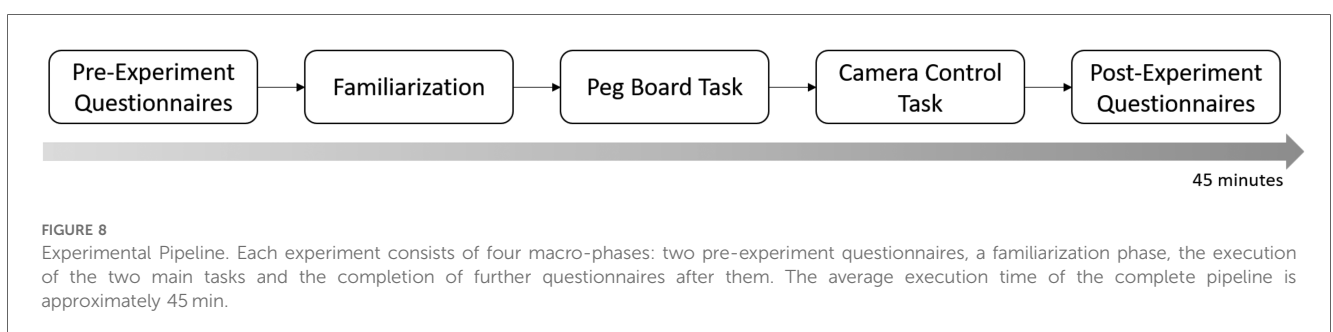 Pre-Experiment
Questionnaires
Familiarization
Peg Board Task
Camera Control
Task
Post-Experiment
Questionnaires
45 minutes
FIGURE 8
Experimental Pipeline. Each experiment consists of four macro-phases: two pre-experiment questionnaires, a familiarization phase, the execution
of the two main tasks and the completion of further questionnaires after them. The average execution time of the complete pipeline is
approximately 45 min.